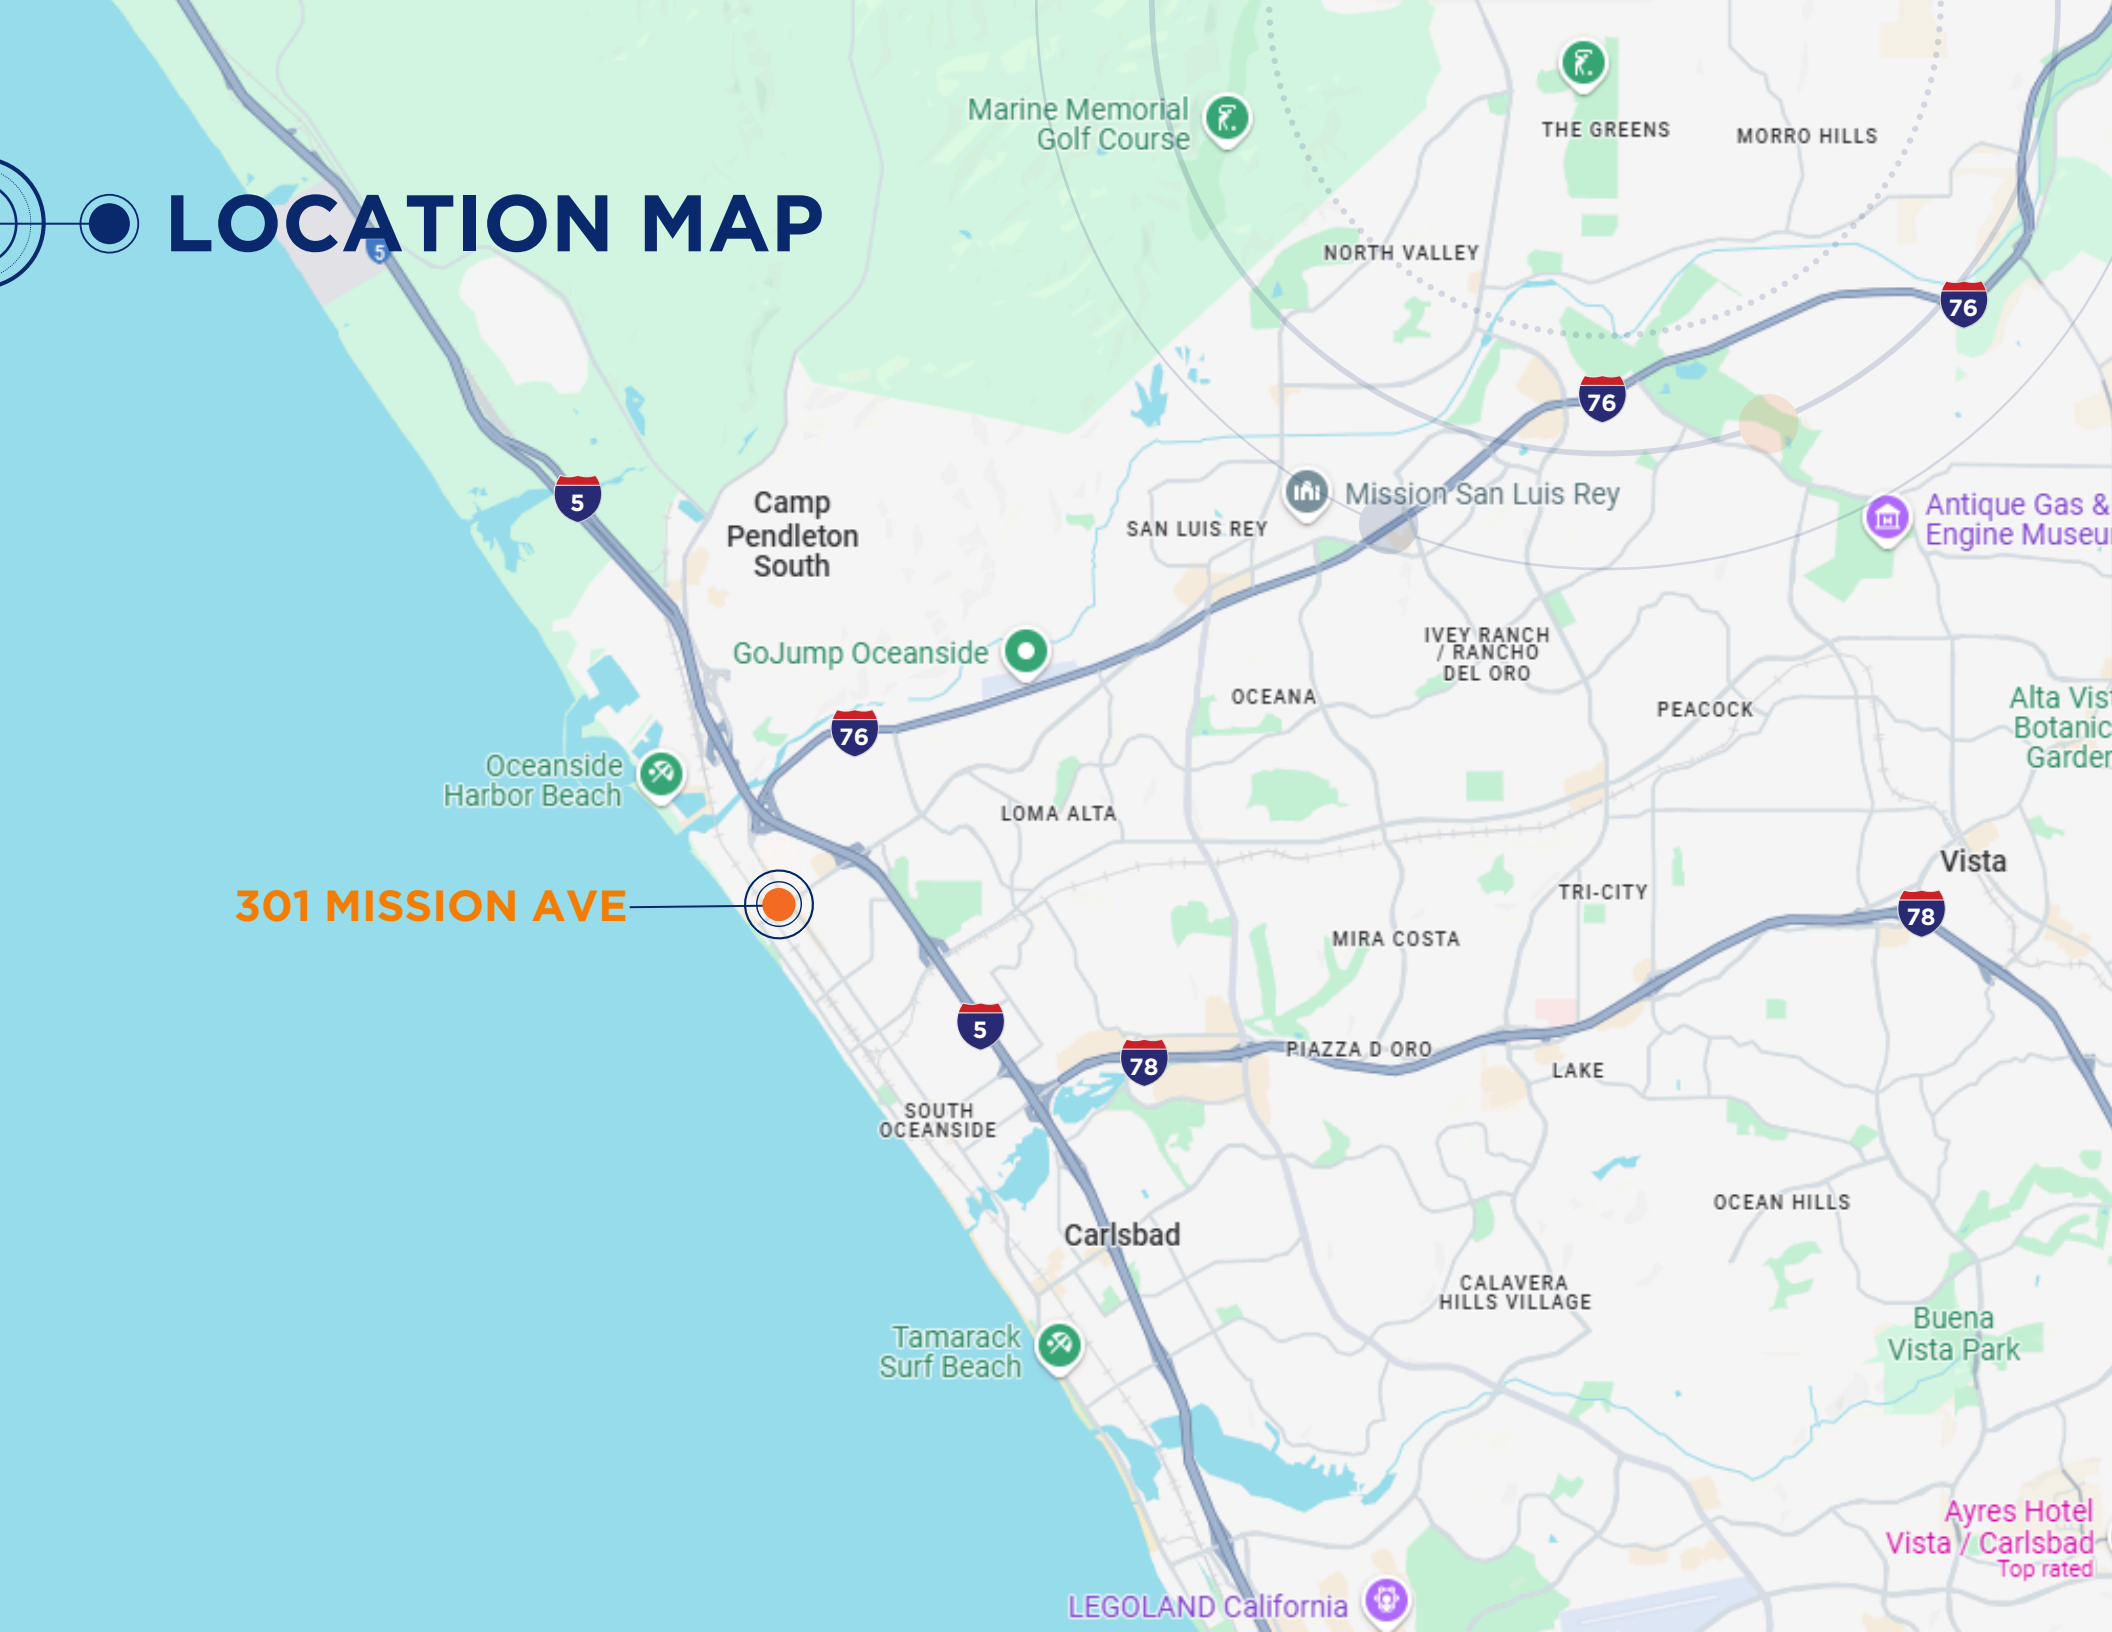 Marine Memorial
Golf Course
THE GREENS
MORRO HILLS
LOCATION MAP
5
NORTH VALLEY
76
76
5
Camp
Pendleton
South
Mission San Luis Rey
SAN LUIS REY
Antique Gas &
Engine
GoJump Oceanside
IVEY RANCH
/ RANCHO
DEL ORO
OCEANA
PEACOCK
Alta
Botanic
76
Oceanside
Harbor Beach
LOMA ALTA
Vista
TRI-CITY
301 MISSION AVE
78
MIRA COSTA
5
78
PIAZZA D ORO
LAKE
SOUTH
OCEANSIDE
OCEAN HILLS
Carlsbad
CALAVERA
HILLS VILLAGE
Buena
Vista Park
Tamarack
Surf Beach
Ayres Hotel
Vista / Carlsbad
Top rated
LEGOLAND California